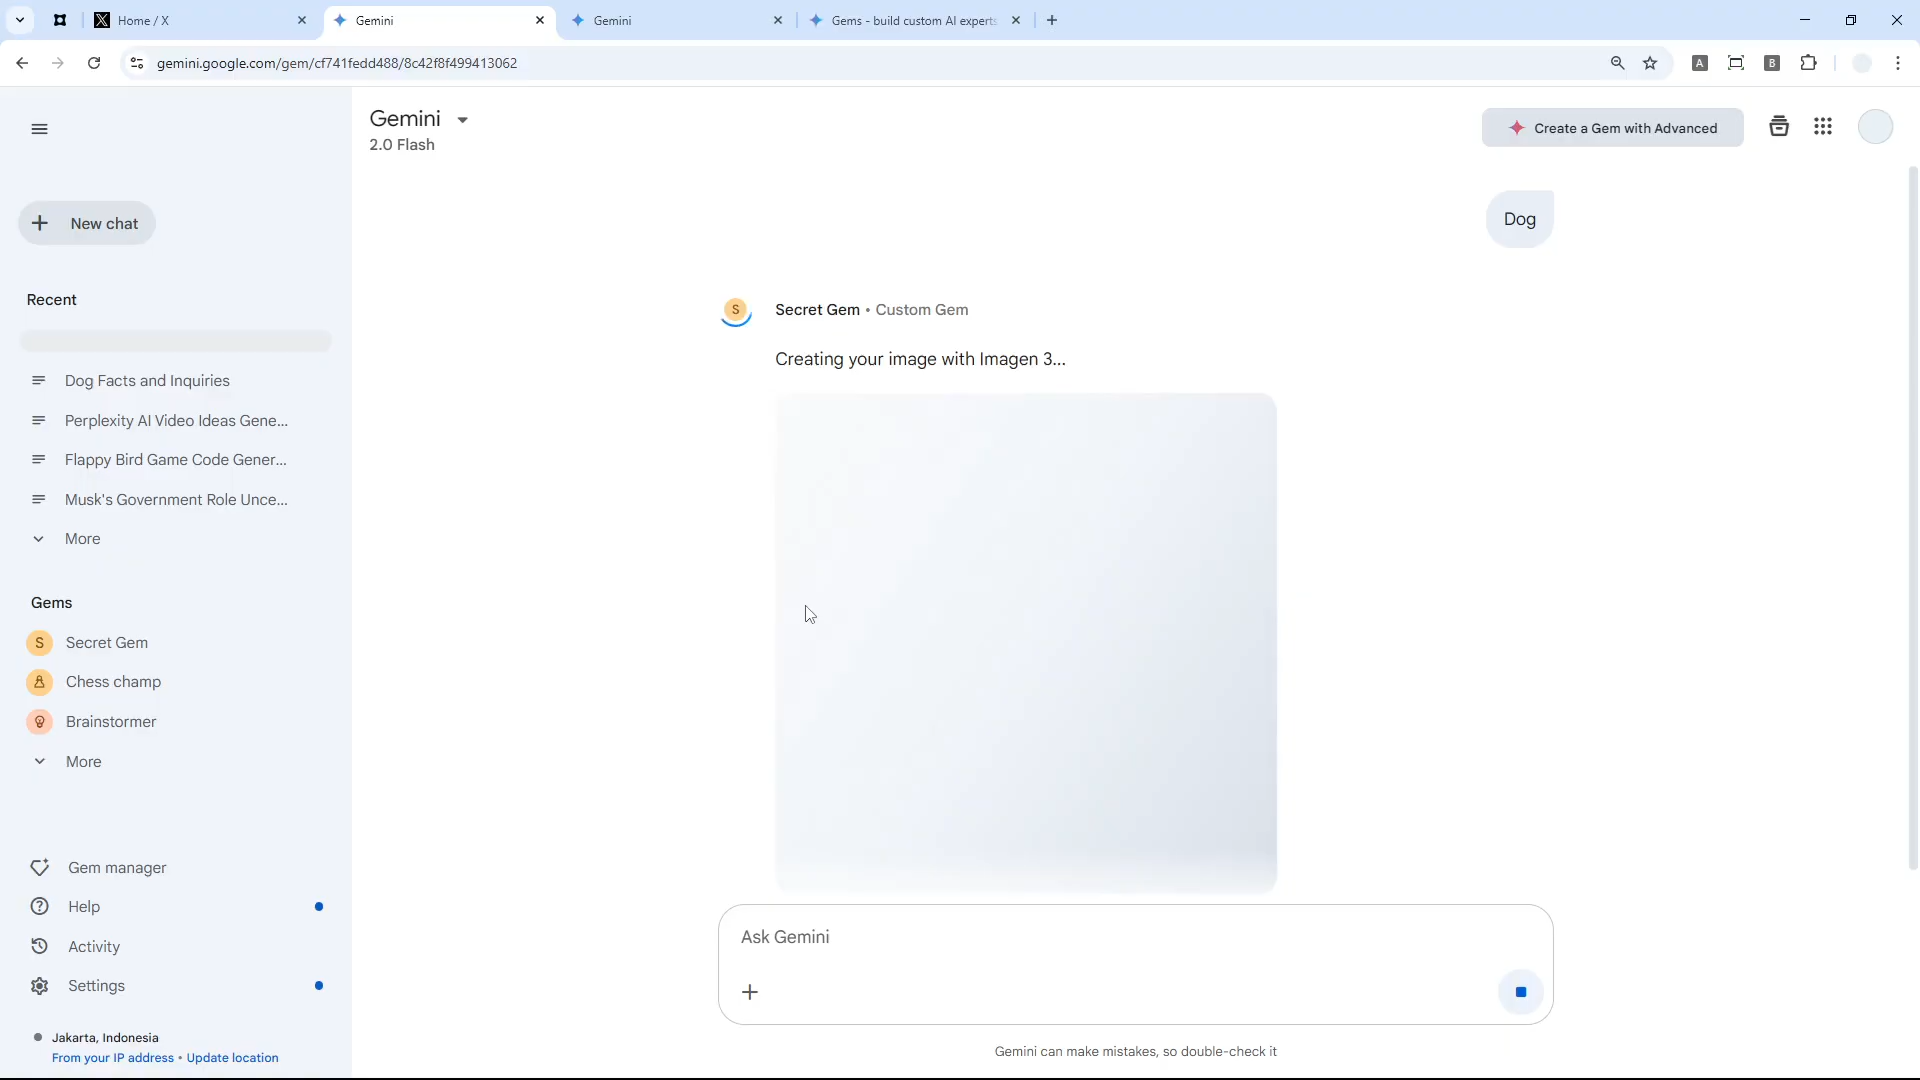 Home / X
Gemini
Gemini
Gems - build custom AI experts
gemini.google.com/gem/cf741fedd488/8c42f8f499413062
A
B
Gemini
2.0 Flash
Create a Gem with Advanced
New chat
Dog
Recent
S
Secret Gem • Custom Gem
Creating your image with Imagen 3...
Dog Facts and Inquiries
Perplexity AI Video Ideas Gene...
Flappy Bird Game Code Gener...
Musk's Government Role Unce...
More
Gems
S
Secret Gem
Chess champ
Brainstormer
More
Gem manager
Help
Activity
Settings
Ask Gemini
Jakarta, Indonesia
From your IP address • Update location
Gemini can make mistakes, so double-check it